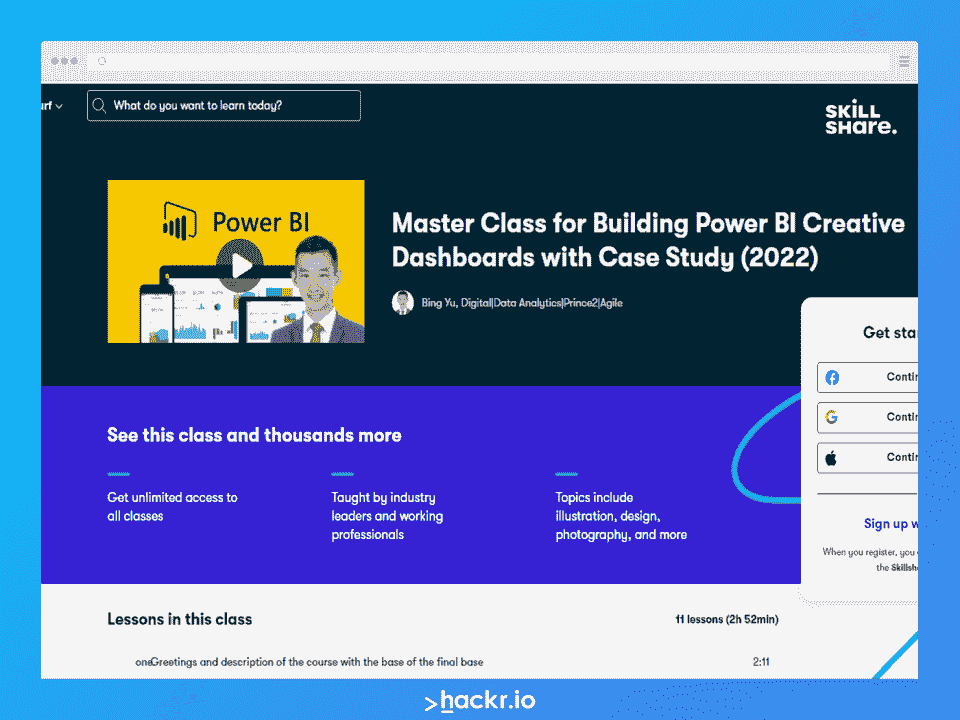 urf
What do you want to learn today?
SKILL
SHARE.
Power BI
Master Class for Building Power BI Creative
Dashboards with Case Study (2022)
Bing Yu, Digital|Data Analytics|Prince2|Agile
Get star
Contin
Contin
Contin
Sign up w
When you register, you
the Skillsh
See this class and thousands more
Get unlimited access to
all classes
Taught by industry
leaders and working
professionals
Topics include
illustration, design,
photography, and more
Lessons in this class
11 lessons (2h 52min)
oneGreetings and description of the course with the base of the final base
2:11
>hackr.io